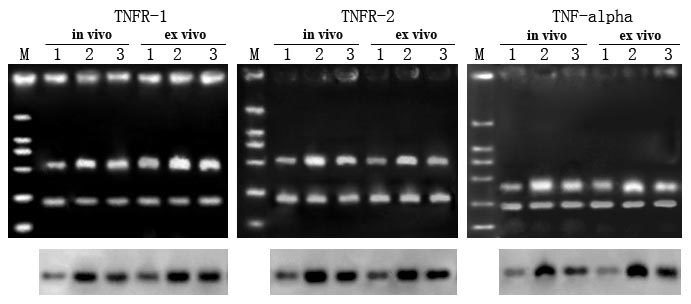 TNFR-1 TNFR-2 TNF-alpha
in vivo ex vivo in vivo ex vivo in vivo ex vivo
M 1 2 3 1 2 3 M 1 2 3 1 2 3 M 1 2 3 1 2 3